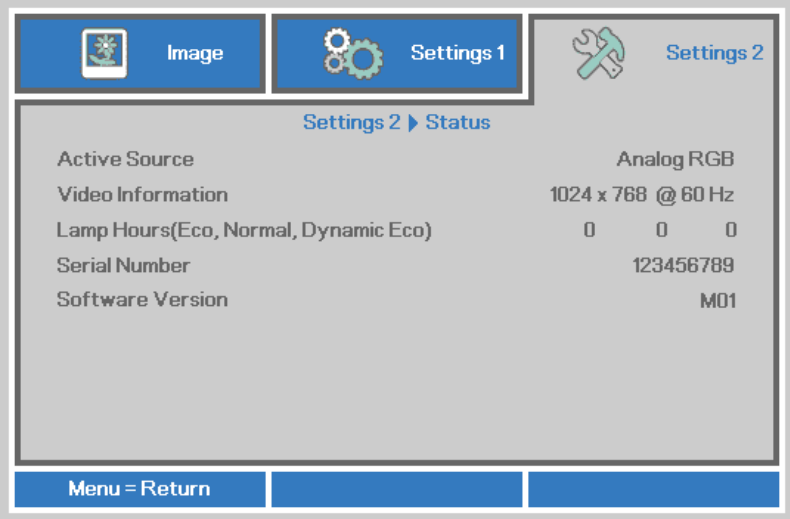 Image Settings 1 Settings 2
Settings 2 Status
Active Source Analog RGB
Video Information 1024 x 768 @ 60 Hz
Lamp Hours(Eco, Normal, Dynamic Eco) 0 0 0
Serial Number 123456789
Software Version M01
Menu = Return